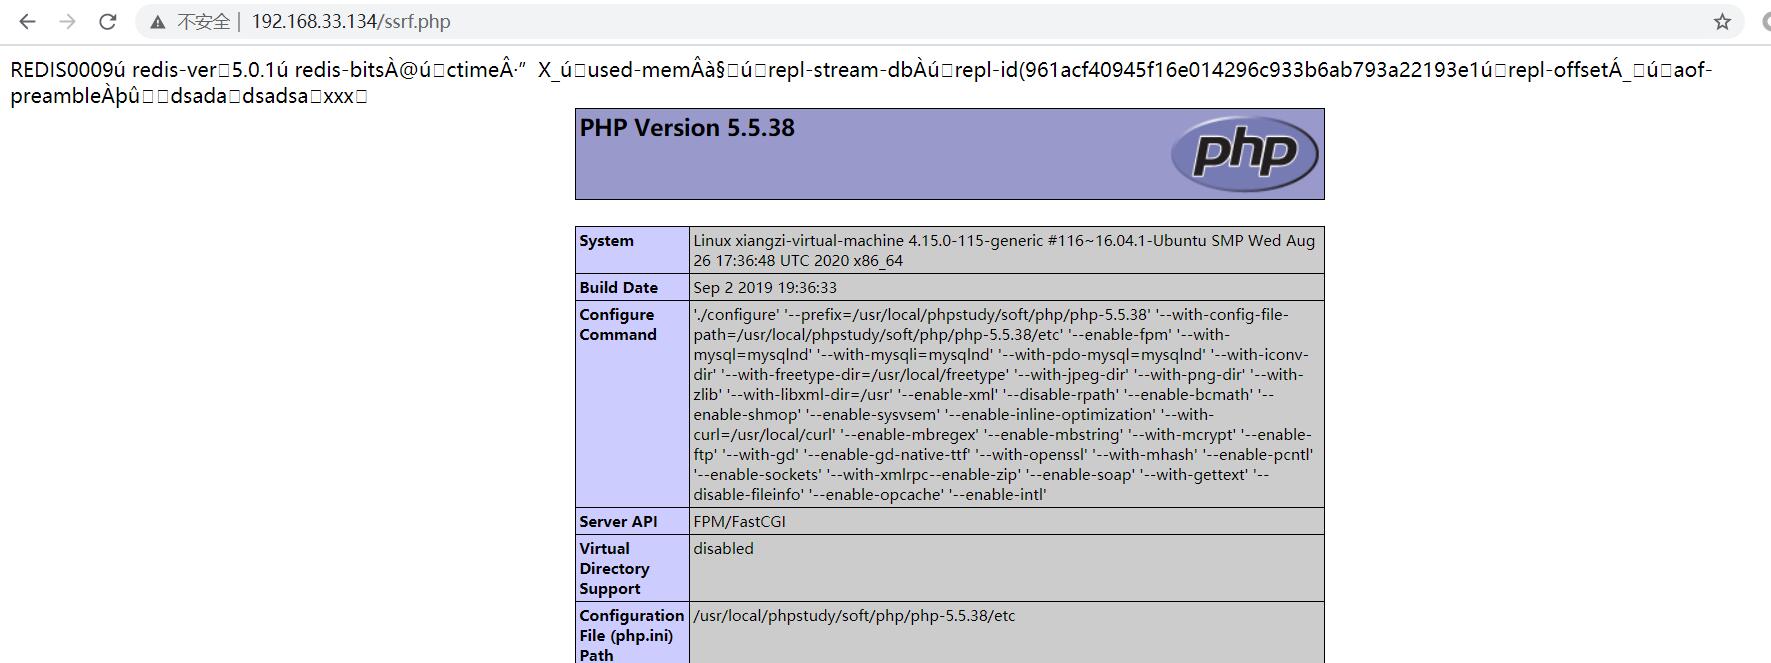 不安全 | 192.168.33.134/ssrf.php
REDIS0009ú redis-ver□5.0.1ú redis-bitsÀ@ú□ctimeÂ·" X_ú□used-memÂà§□ú□repl-stream-dbÀú□repl-id(961acf40945f16e014296c933b6ab793a22193e1ú□repl-offsetÁ_□ú□aof-
preambleÀþû□□dsada□dsadsa□xxx□
PHP Version 5.5.38
php
System
Linux xiangzi-virtual-machine 4.15.0-115-generic #116~16.04.1-Ubuntu SMP Wed Aug
26 17:36:48 UTC 2020 x86_64
Build Date
Sep 2 2019 19:36:33
Configure
Command
'./configure' '--prefix=/usr/local/phpstudy/soft/php/php-5.5.38' '--with-config-file-
path=/usr/local/phpstudy/soft/php/php-5.5.38/etc' '--enable-fpm' '--with-
mysql=mysqlnd' '--with-mysqli=mysqlnd' '--with-pdo-mysql=mysqlnd' '--with-iconv-
dir' '--with-freetype-dir=/usr/local/freetype' '--with-jpeg-dir' '--with-png-dir' '--with-
zlib' '--with-libxml-dir=/usr' '--enable-xml' '--disable-rpath' '--enable-bcmath' '--
enable-shmop' '--enable-sysvsem' '--enable-inline-optimization' '--with-
curl=/usr/local/curl' '--enable-mbregex' '--enable-mbstring' '--with-mcrypt' '--enable-
ftp' '--with-gd' '--enable-gd-native-ttf' '--with-openssl' '--with-mhash' '--enable-pcntl'
'--enable-sockets' '--with-xmlrpc--enable-zip' '--enable-soap' '--with-gettext' '--
disable-fileinfo' '--enable-opcache' '--enable-intl'
Server API
FPM/FastCGI
Virtual
Directory
Support
disabled
Configuration
File (php.ini)
Path
/usr/local/phpstudy/soft/php/php-5.5.38/etc